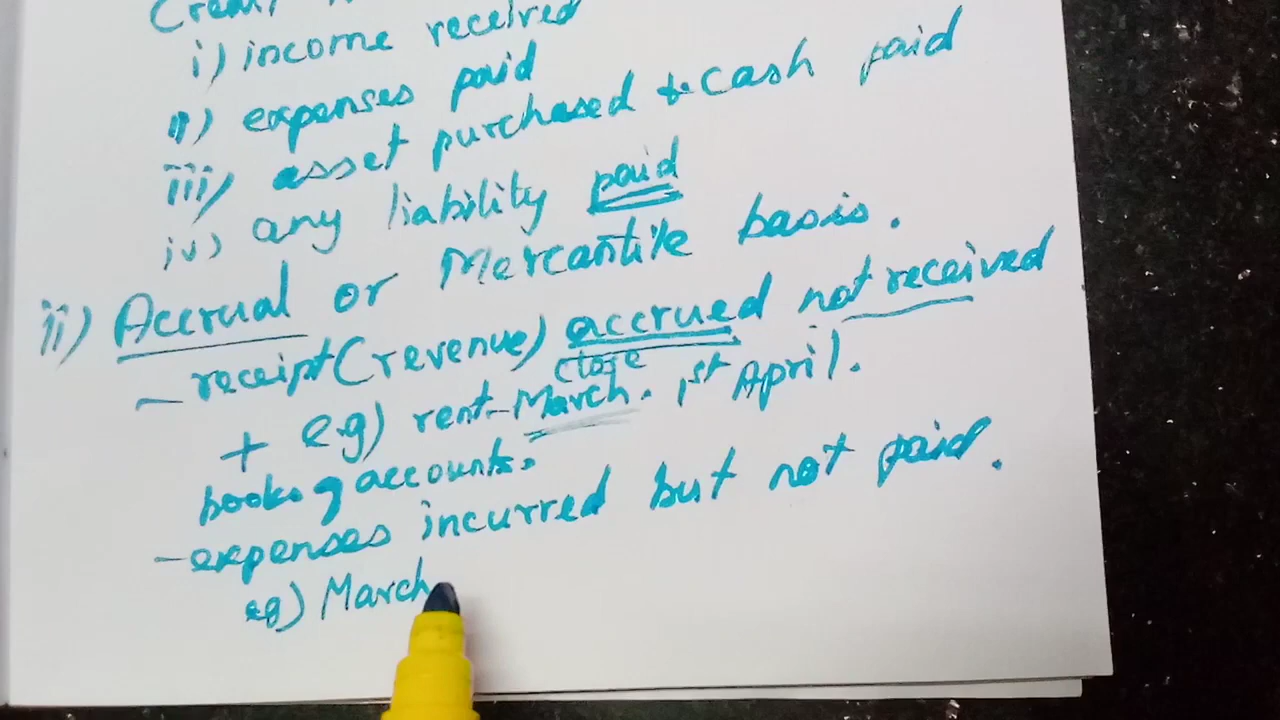 i) income received
ii) expenses paid
iii) asset purchased & cash paid
iv) any liability paid
ii) Accrual or Mercantile basis.
- receipt (revenue) accrued not received
close
+ eg) rent - March. 1st April.
books of accounts.
- expenses incurred but not paid.
eg) March